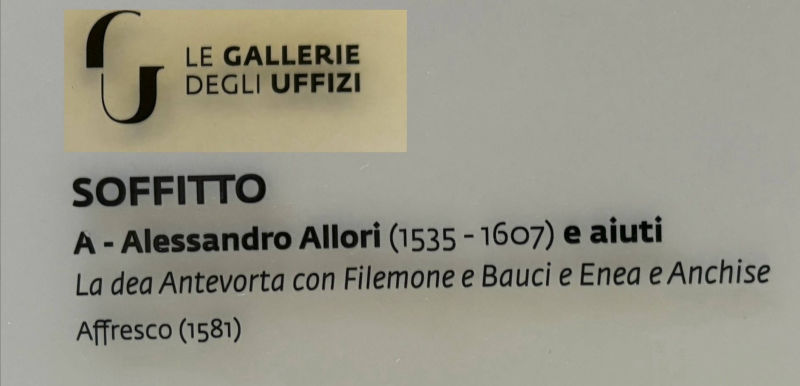 LE GALLERIE
DEGLI UFFIZI
SOFFITTO
A - Alessandro Allori (1535 - 1607) e aiuti
La dea Antevorta con Filemone e Bauci e Enea e Anchise
Affresco (1581)